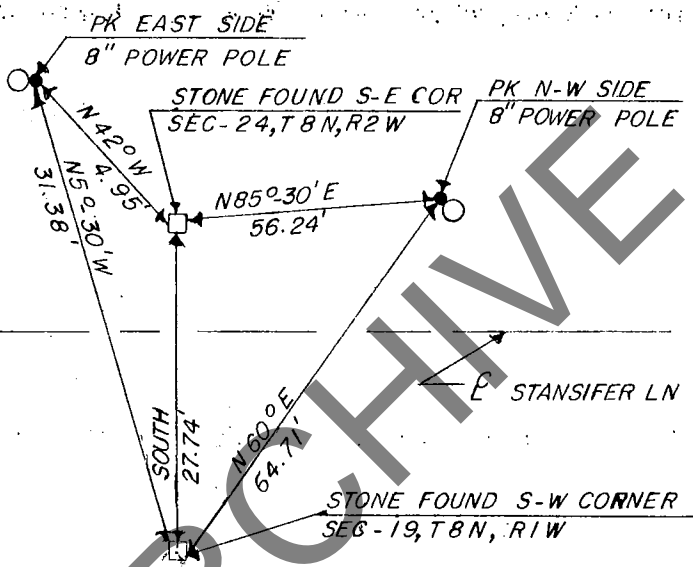 PK EAST SIDE
8" POWER POLE
STONE FOUND S-E COR
SEC-24, T8N, R2W
PK N-W SIDE
8" POWER POLE
N42° W
4.95'
N5°-30'W
31.38'
N85°-30'E
56.24'
SOUTH
27.74'
N60°E
64.71'
℄ STANSIFER LN
STONE FOUND S-W CORNER
SEC-19, T8N, R1W
RCHIVE